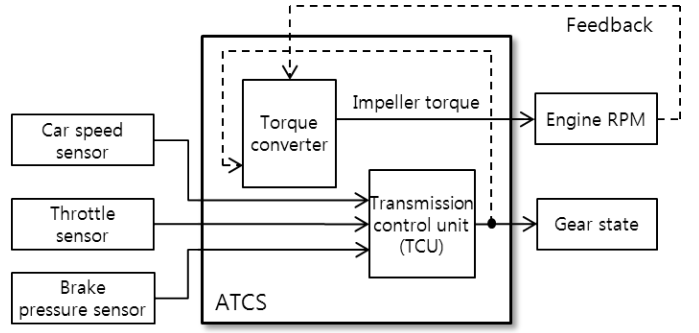 Feedback
Impeller torque
Torque
converter
Engine RPM
Car speed
sensor
Throttle
sensor
Brake
pressure sensor
Transmission
control unit
(TCU)
Gear state
ATCS